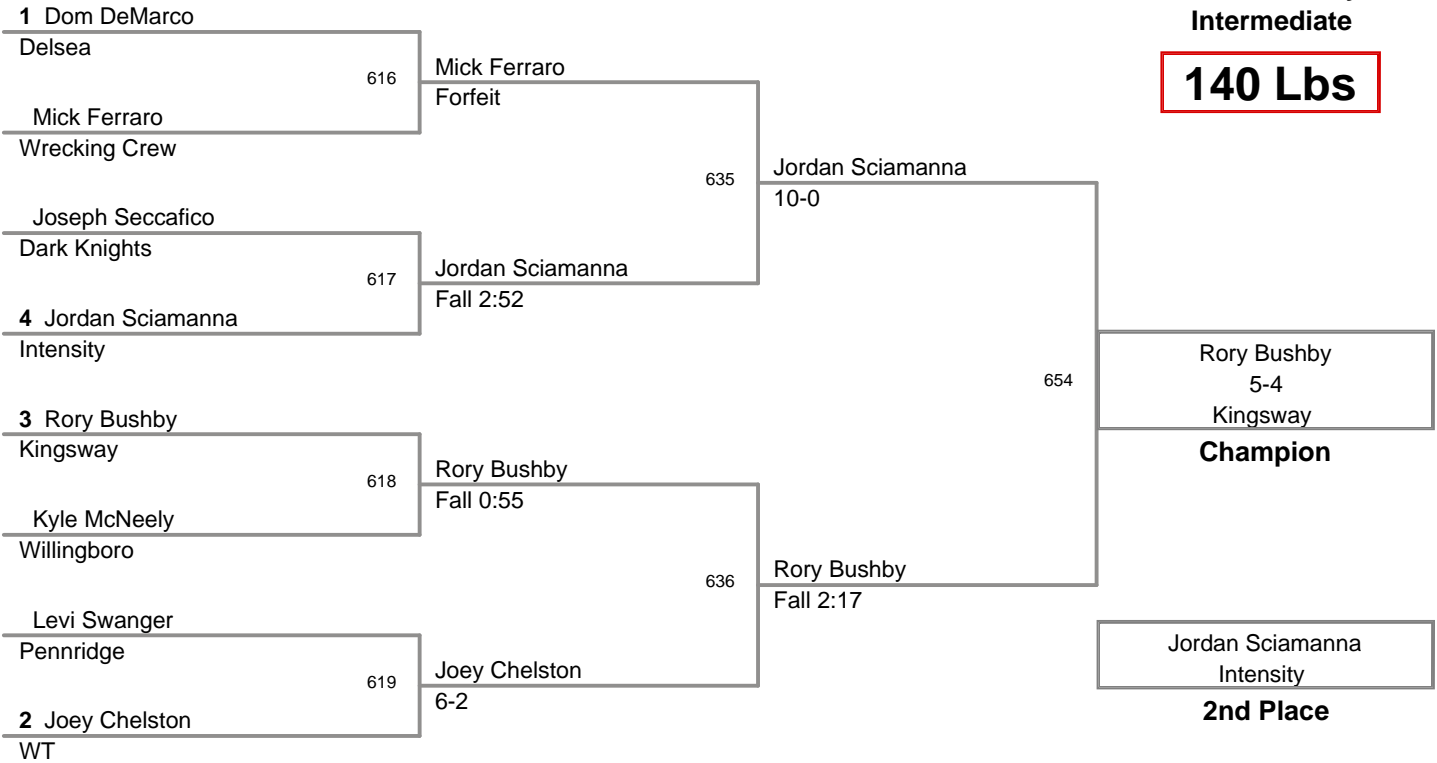 Intermediate
140 Lbs
1 Dom DeMarco
Delsea
616
Mick Ferraro
Forfeit
Mick Ferraro
Wrecking Crew
635
Jordan Sciamanna
10-0
Joseph Seccafico
Dark Knights
617
Jordan Sciamanna
Fall 2:52
4 Jordan Sciamanna
Intensity
654
Rory Bushby
5-4
Kingsway
Champion
3 Rory Bushby
Kingsway
618
Rory Bushby
Fall 0:55
Kyle McNeely
Willingboro
636
Rory Bushby
Fall 2:17
Levi Swanger
Pennridge
619
Joey Chelston
6-2
2 Joey Chelston
WT
Jordan Sciamanna
Intensity
2nd Place